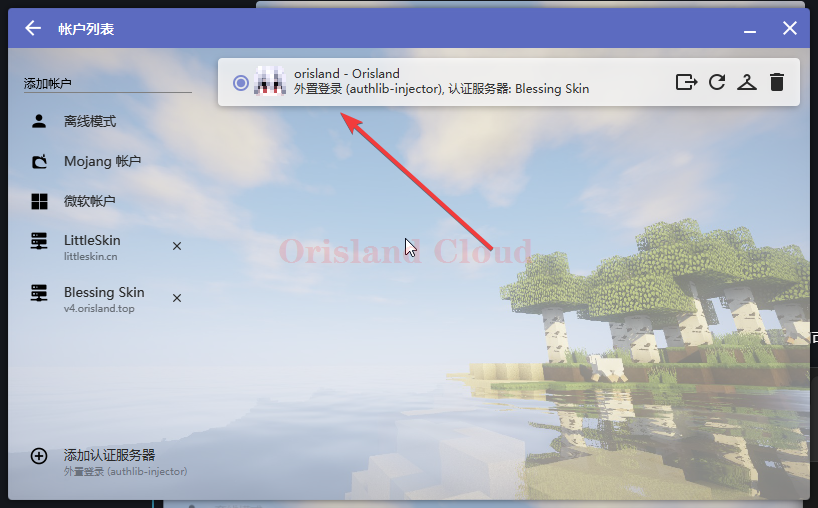 帐户列表
添加帐户
离线模式
Mojang 帐户
微软帐户
LittleSkin
littleskin.cn
Blessing Skin
v4.orisland.top
添加认证服务器
外置登录 (authlib-injector)
orisland - Orisland
外置登录 (authlib-injector), 认证服务器: Blessing Skin
Orisland Cloud